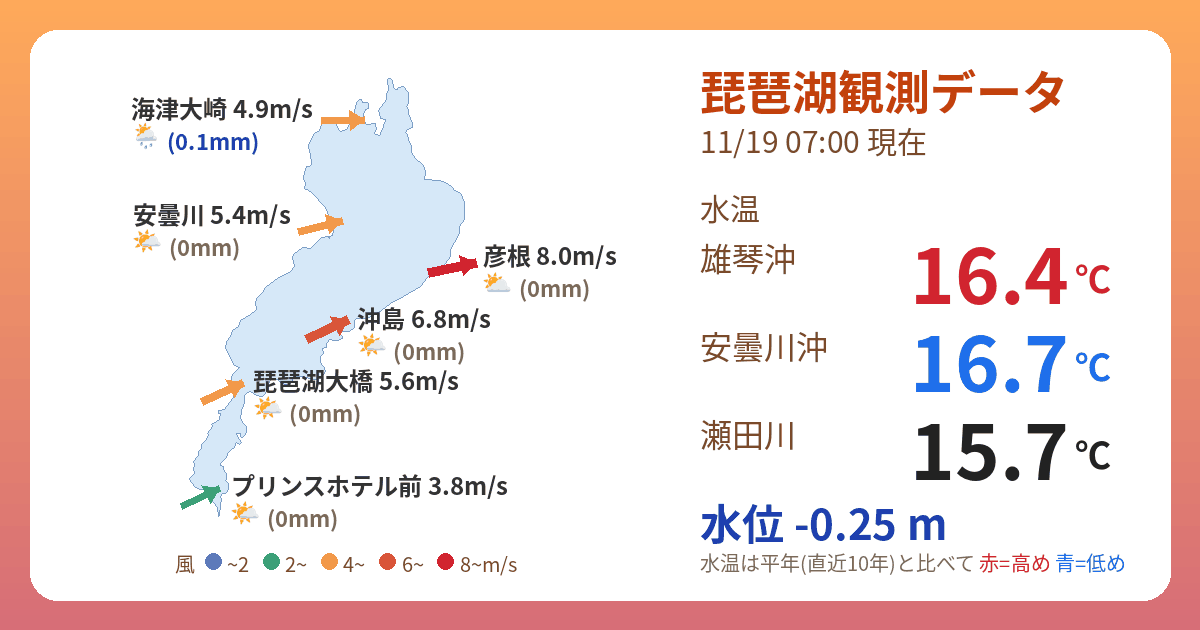 海津大崎 4.9m/s
(0.1mm)
安曇川 5.4m/s
(0mm)
彦根 8.0m/s
(0mm)
沖島 6.8m/s
(0mm)
琵琶湖大橋 5.6m/s
(0mm)
プリンスホテル前 3.8m/s
(0mm)
風 ~2 2~ 4~ 6~ 8~m/s
琵琶湖観測データ
11/19 07:00 現在
水温
雄琴沖 16.4℃
安曇川沖 16.7℃
瀬田川 15.7℃
水位 -0.25 m
水温は平年(直近10年)と比べて 赤=高め 青=低め